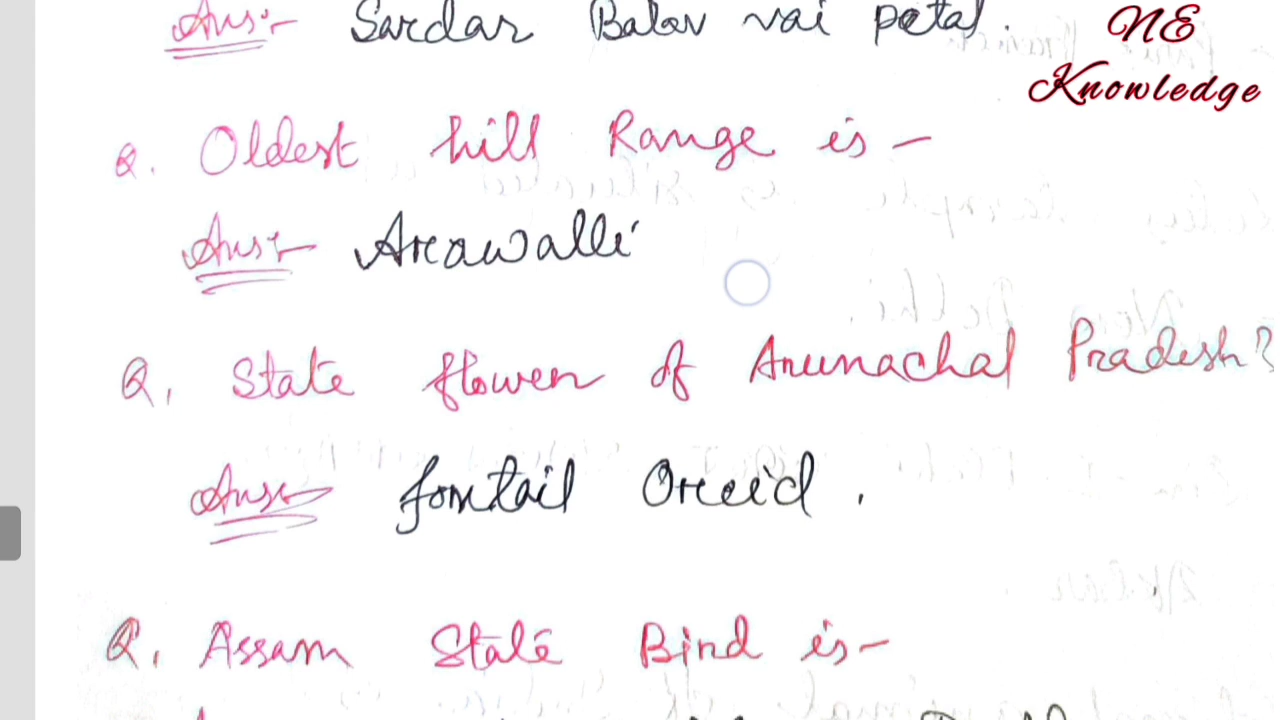 Ans:- Sardar Balav vai petal.
NE
Knowledge
Q. Oldest hill Range is -
Ans:- Arawalli
Q. State flower of Arunachal Pradesh?
Ans:- foxtail Orcid.
Q. Assam State Bird is -